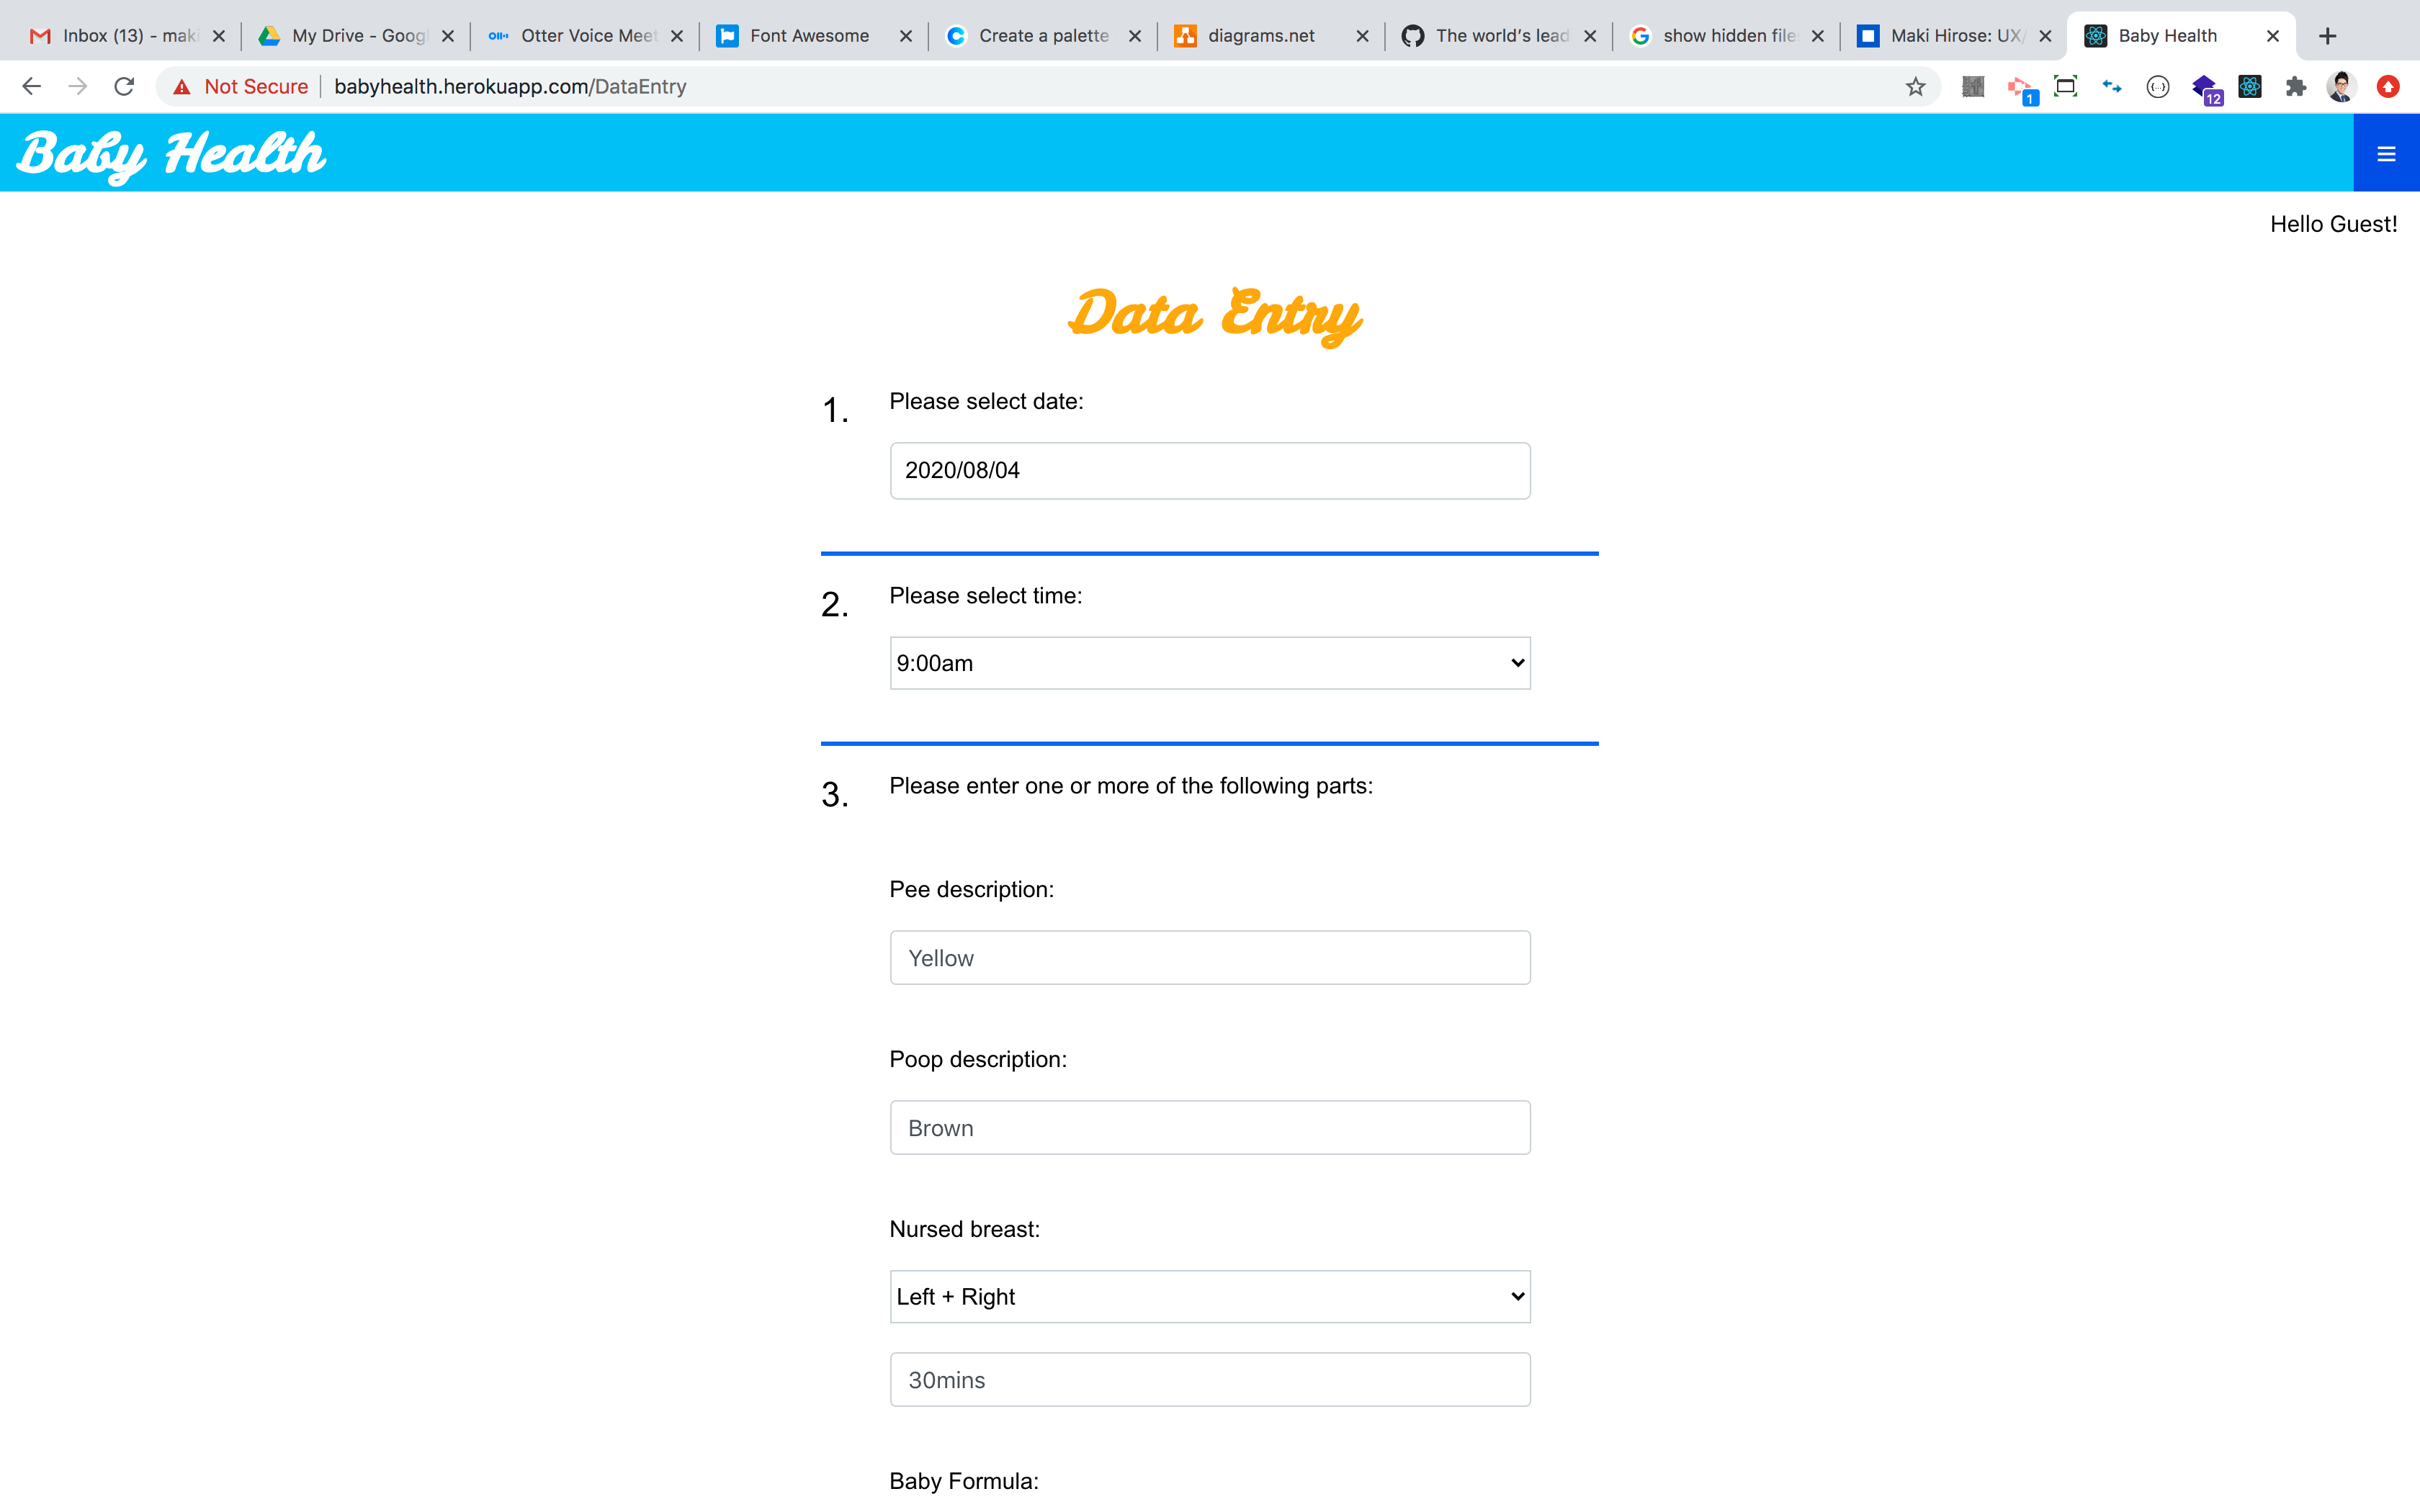 Inbox (13) - maki
My Drive - Googl
Otter Voice Meet
Font Awesome
Create a palette
diagrams.net
The world's lead
show hidden file
Maki Hirose: UX/
Baby Health
Not Secure
babyhealth.herokuapp.com/DataEntry
1
12
Baby Health
Hello Guest!
Data Entry
1. Please select date:
2020/08/04
2. Please select time:
9:00am
3. Please enter one or more of the following parts:
Pee description:
Yellow
Poop description:
Brown
Nursed breast:
Left + Right
30mins
Baby Formula: